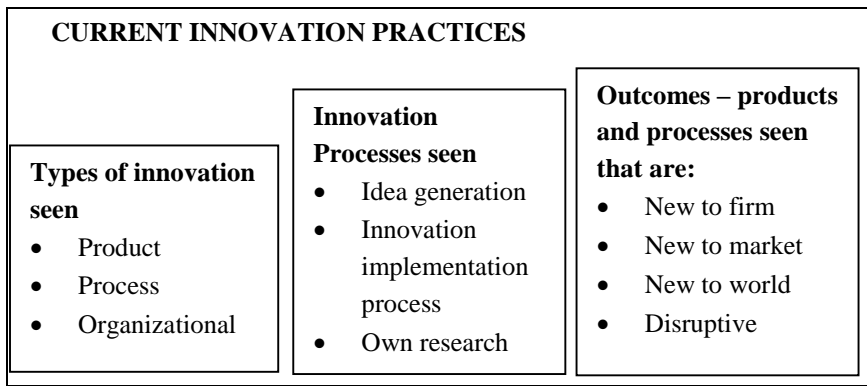 CURRENT INNOVATION PRACTICES
Types of innovation
seen
• Product
• Process
• Organizational
Innovation
Processes seen
• Idea generation
• Innovation
implementation
process
• Own research
Outcomes – products
and processes seen
that are:
• New to firm
• New to market
• New to world
• Disruptive